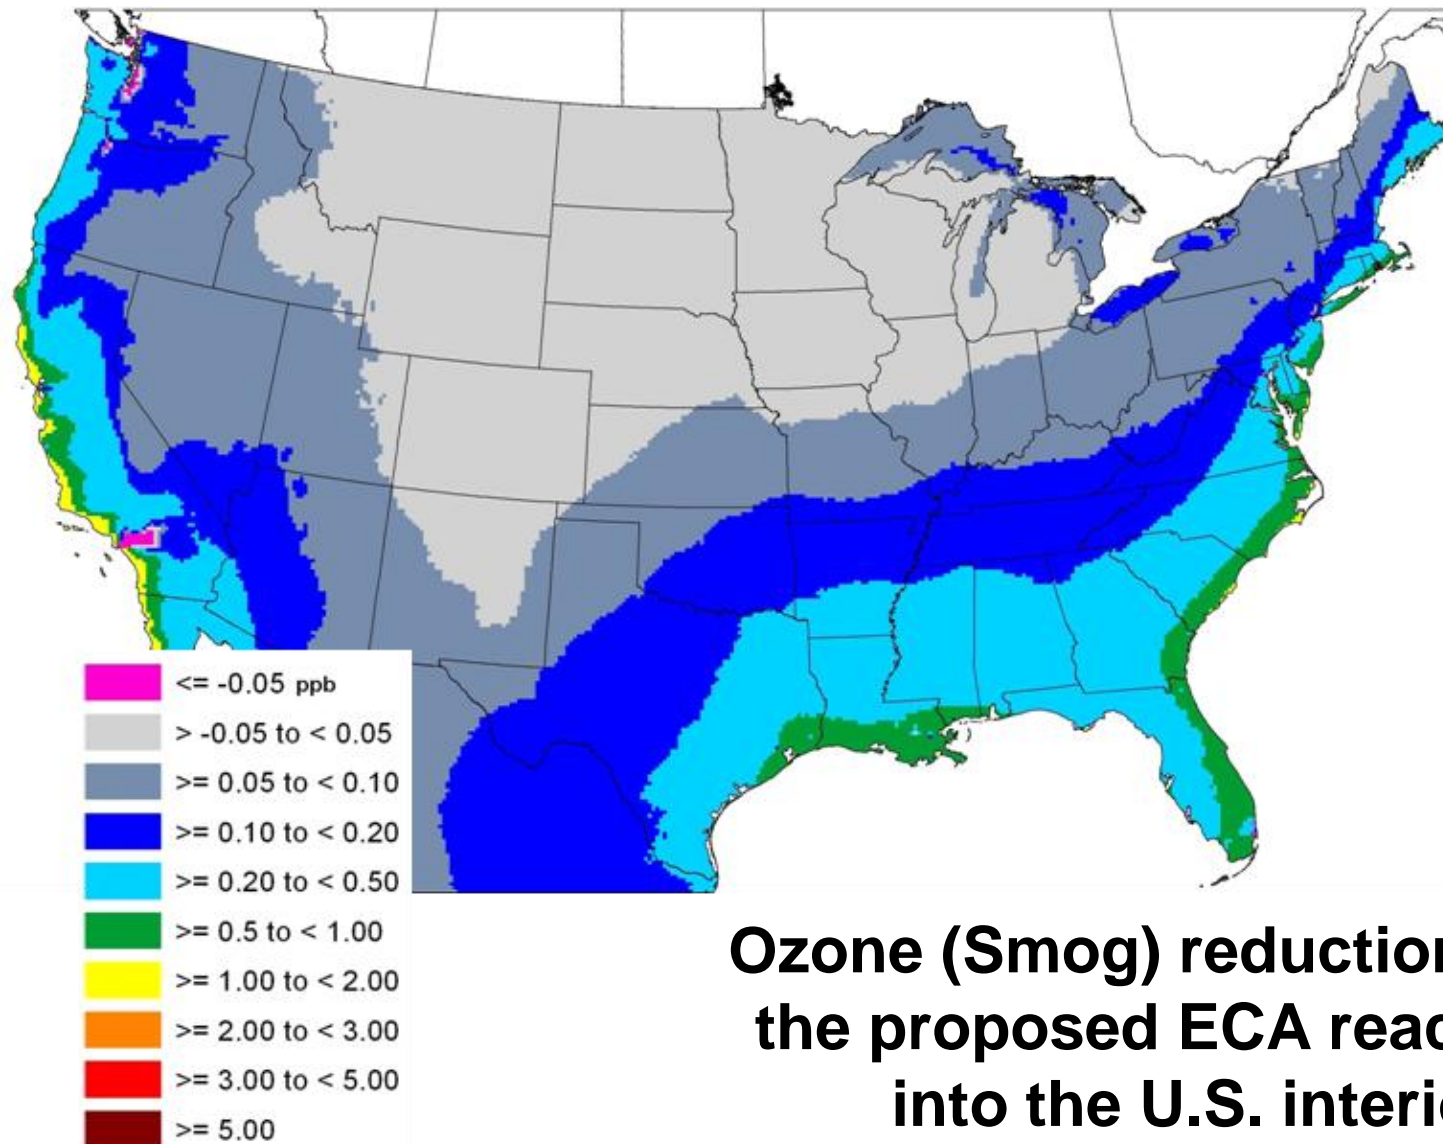 <= -0.05 ppb
> -0.05 to < 0.05
>= 0.05 to < 0.10
>= 0.10 to < 0.20
>= 0.20 to < 0.50
>= 0.5 to < 1.00
>= 1.00 to < 2.00
>= 2.00 to < 3.00
>= 3.00 to < 5.00
>= 5.00
Ozone (Smog) reduction
the proposed ECA reac
into the U.S. interi